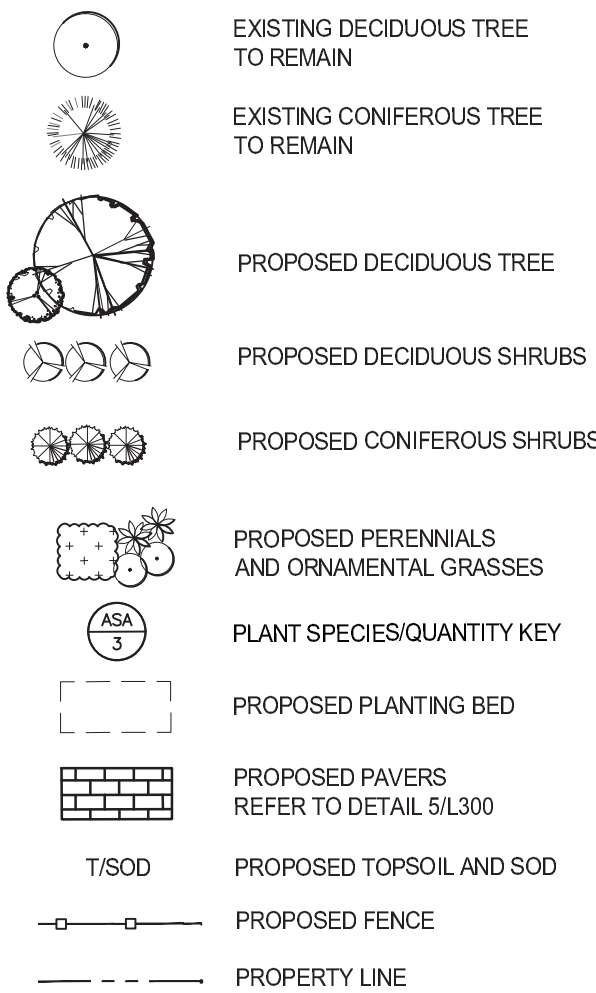 EXISTING DECIDUOUS TREE
TO REMAIN
EXISTING CONIFEROUS TREE
TO REMAIN
PROPOSED DECIDUOUS TREE
PROPOSED DECIDUOUS SHRUBS
PROPOSED CONIFEROUS SHRUBS
PROPOSED PERENNIALS
AND ORNAMENTAL GRASSES
ASA
3
PLANT SPECIES/QUANTITY KEY
PROPOSED PLANTING BED
PROPOSED PAVERS
REFER TO DETAIL 5/L300
T/SOD
PROPOSED TOPSOIL AND SOD
PROPOSED FENCE
PROPERTY LINE